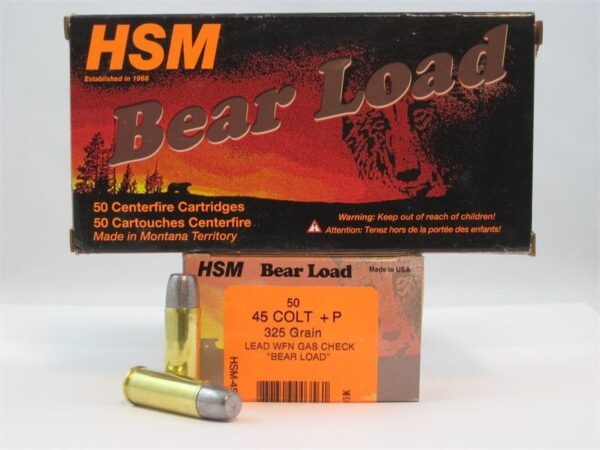 HSM
Established in 1968
Bear Load
50 Centerfire Cartridges
50 Cartouches Centerfire
Made in Montana Territory
Warning: Keep out of reach of children!
Attention: Tenez hors de la portée des enfants!
HSM Bear Load Made in USA
50
45 COLT +P
325 Grain
LEAD WFN GAS CHECK
"BEAR LOAD"